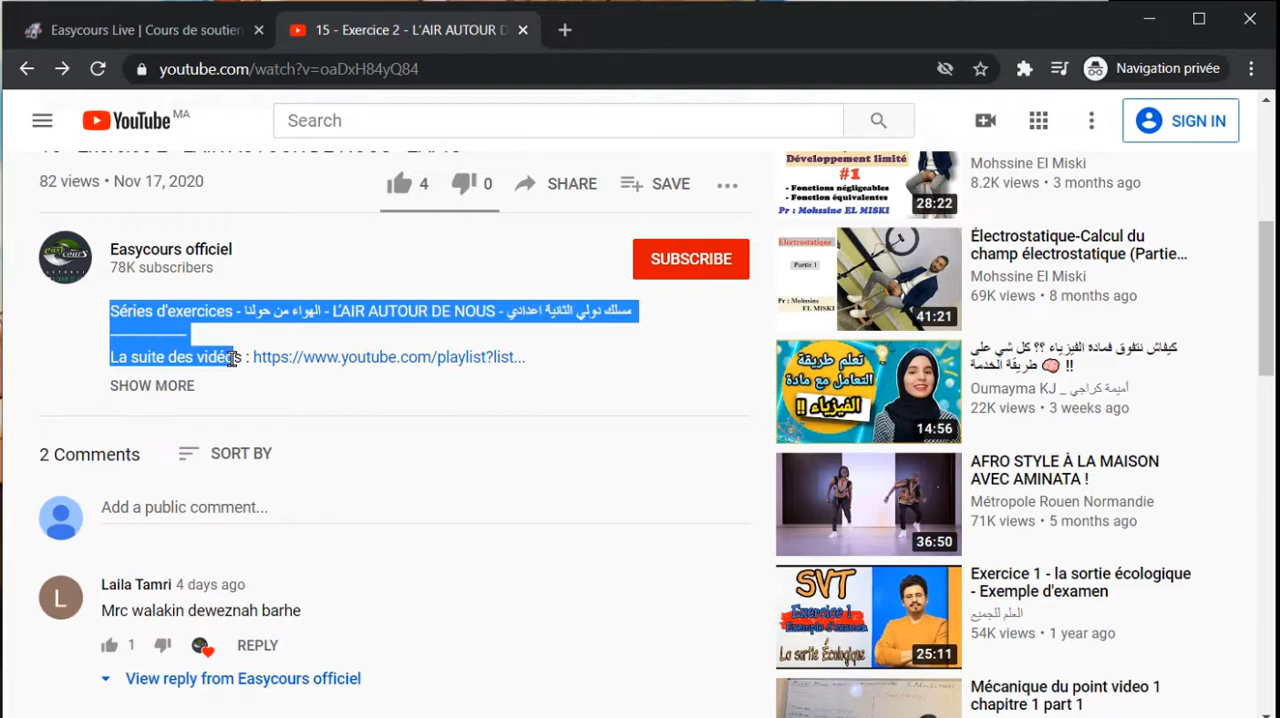 Easycours Live | Cours de soutien
15 - Exercice 2 - L'AIR AUTOUR D
youtube.com/watch?v=oaDxH84yQ84
Navigation privée
YouTube MA
Search
SIGN IN
82 views • Nov 17, 2020
4
0
SHARE
SAVE
Easycours officiel
78K subscribers
SUBSCRIBE
Séries d'exercices - الهواء من حولنا - L'AIR AUTOUR DE NOUS - مسلك دولي الثانية اعدادي
La suite des vidéos : https://www.youtube.com/playlist?list...
SHOW MORE
2 Comments
SORT BY
Add a public comment...
L
Laila Tamri 4 days ago
Mrc walakin deweznah barhe
1
REPLY
View reply from Easycours officiel
Développement limité
#1
- Fonctions négligeables
- Fonction équivalentes
Pr : Mohssine EL MISKI
28:22
Mohssine El Miski
8.2K views • 3 months ago
Electrostatique
Partie 1
Pr : Mohssine
EL MISKI
41:21
Électrostatique-Calcul du
champ électrostatique (Partie...
Mohssine El Miski
69K views • 8 months ago
تعلم طريقة
التعامل مع مادة
الفيزياء !!
14:56
كيفاش نتفوق فمادة الفيزياء ؟؟ كل شي على
طريقة الخدمة !!
Oumayma KJ _ أميمة كراجي
22K views • 3 weeks ago
36:50
AFRO STYLE À LA MAISON
AVEC AMINATA !
Métropole Rouen Normandie
71K views • 5 months ago
SVT
Exercice 1
Exemple d'examen
La sortie Écologique
25:11
Exercice 1 - la sortie écologique
- Exemple d'examen
العلم للجميع
54K views • 1 year ago
Mécanique du point video 1
chapitre 1 part 1